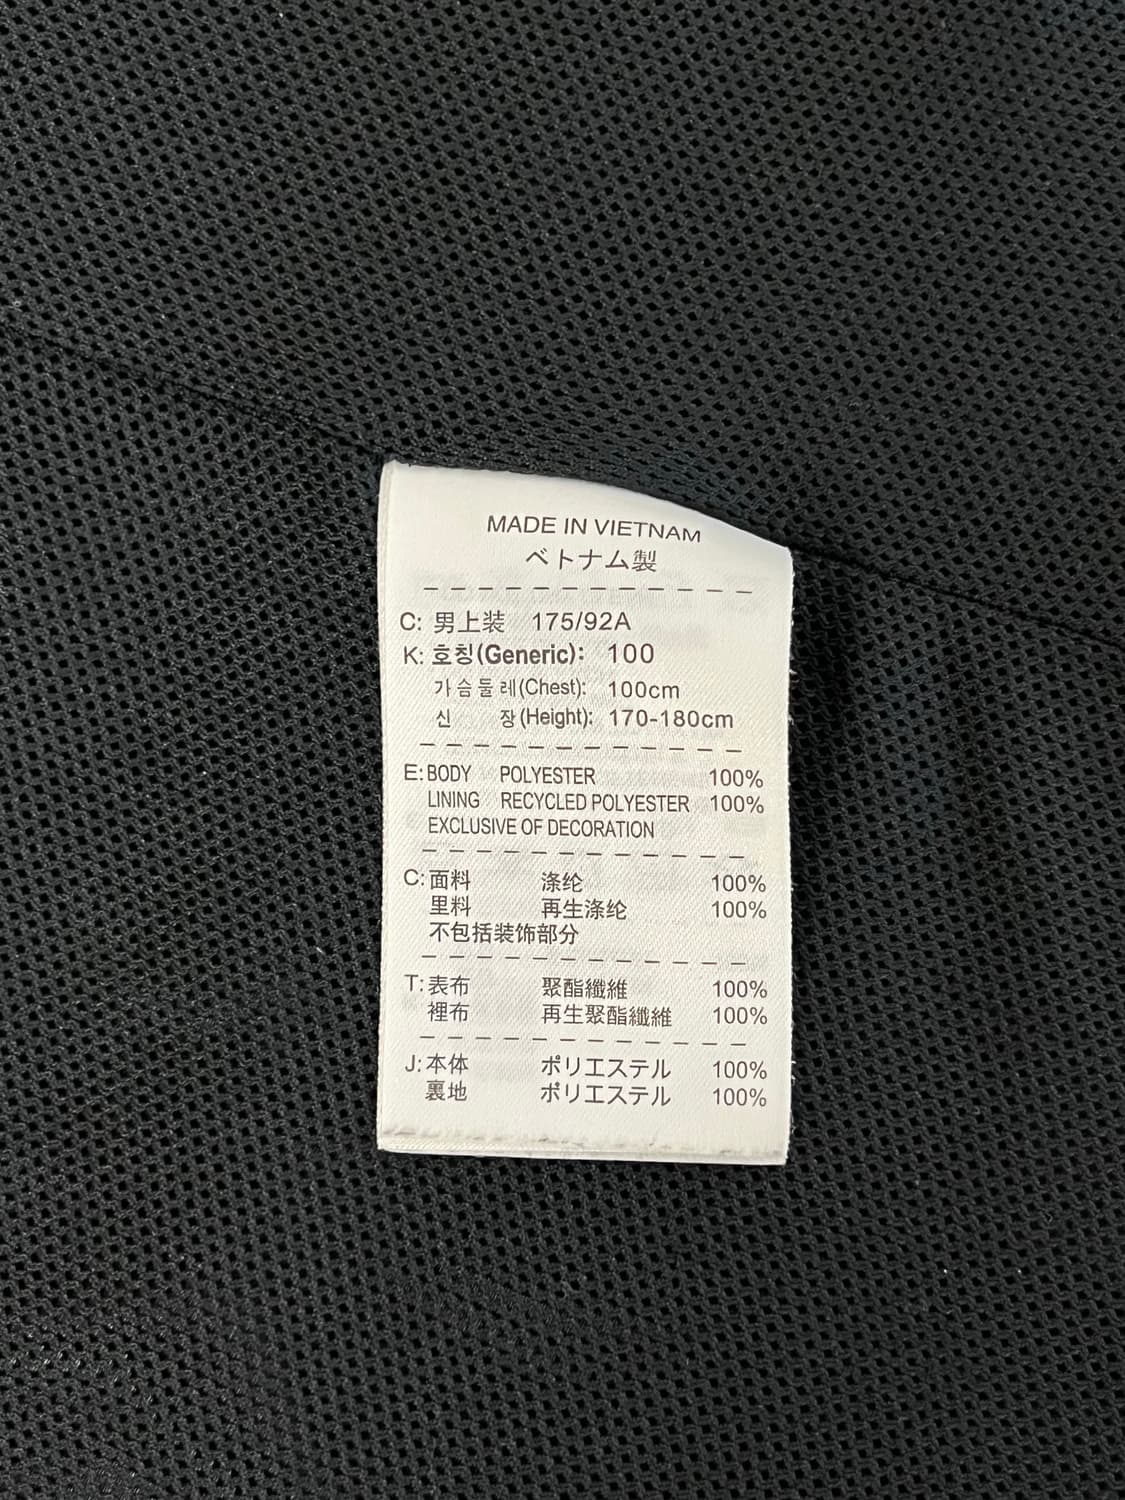 MADE IN VIETNAM
ベトナム製
C: 男上装 175/92A
K: 호칭(Generic): 100
가슴둘레(Chest): 100cm
신 장(Height): 170-180cm
E: BODY POLYESTER 100%
LINING RECYCLED POLYESTER 100%
EXCLUSIVE OF DECORATION
C: 面料 涤纶 100%
里料 再生涤纶 100%
不包括装饰部分
T: 表布 聚酯纖維 100%
裡布 再生聚酯纖維 100%
J: 本体 ポリエステル 100%
裏地 ポリエステル 100%